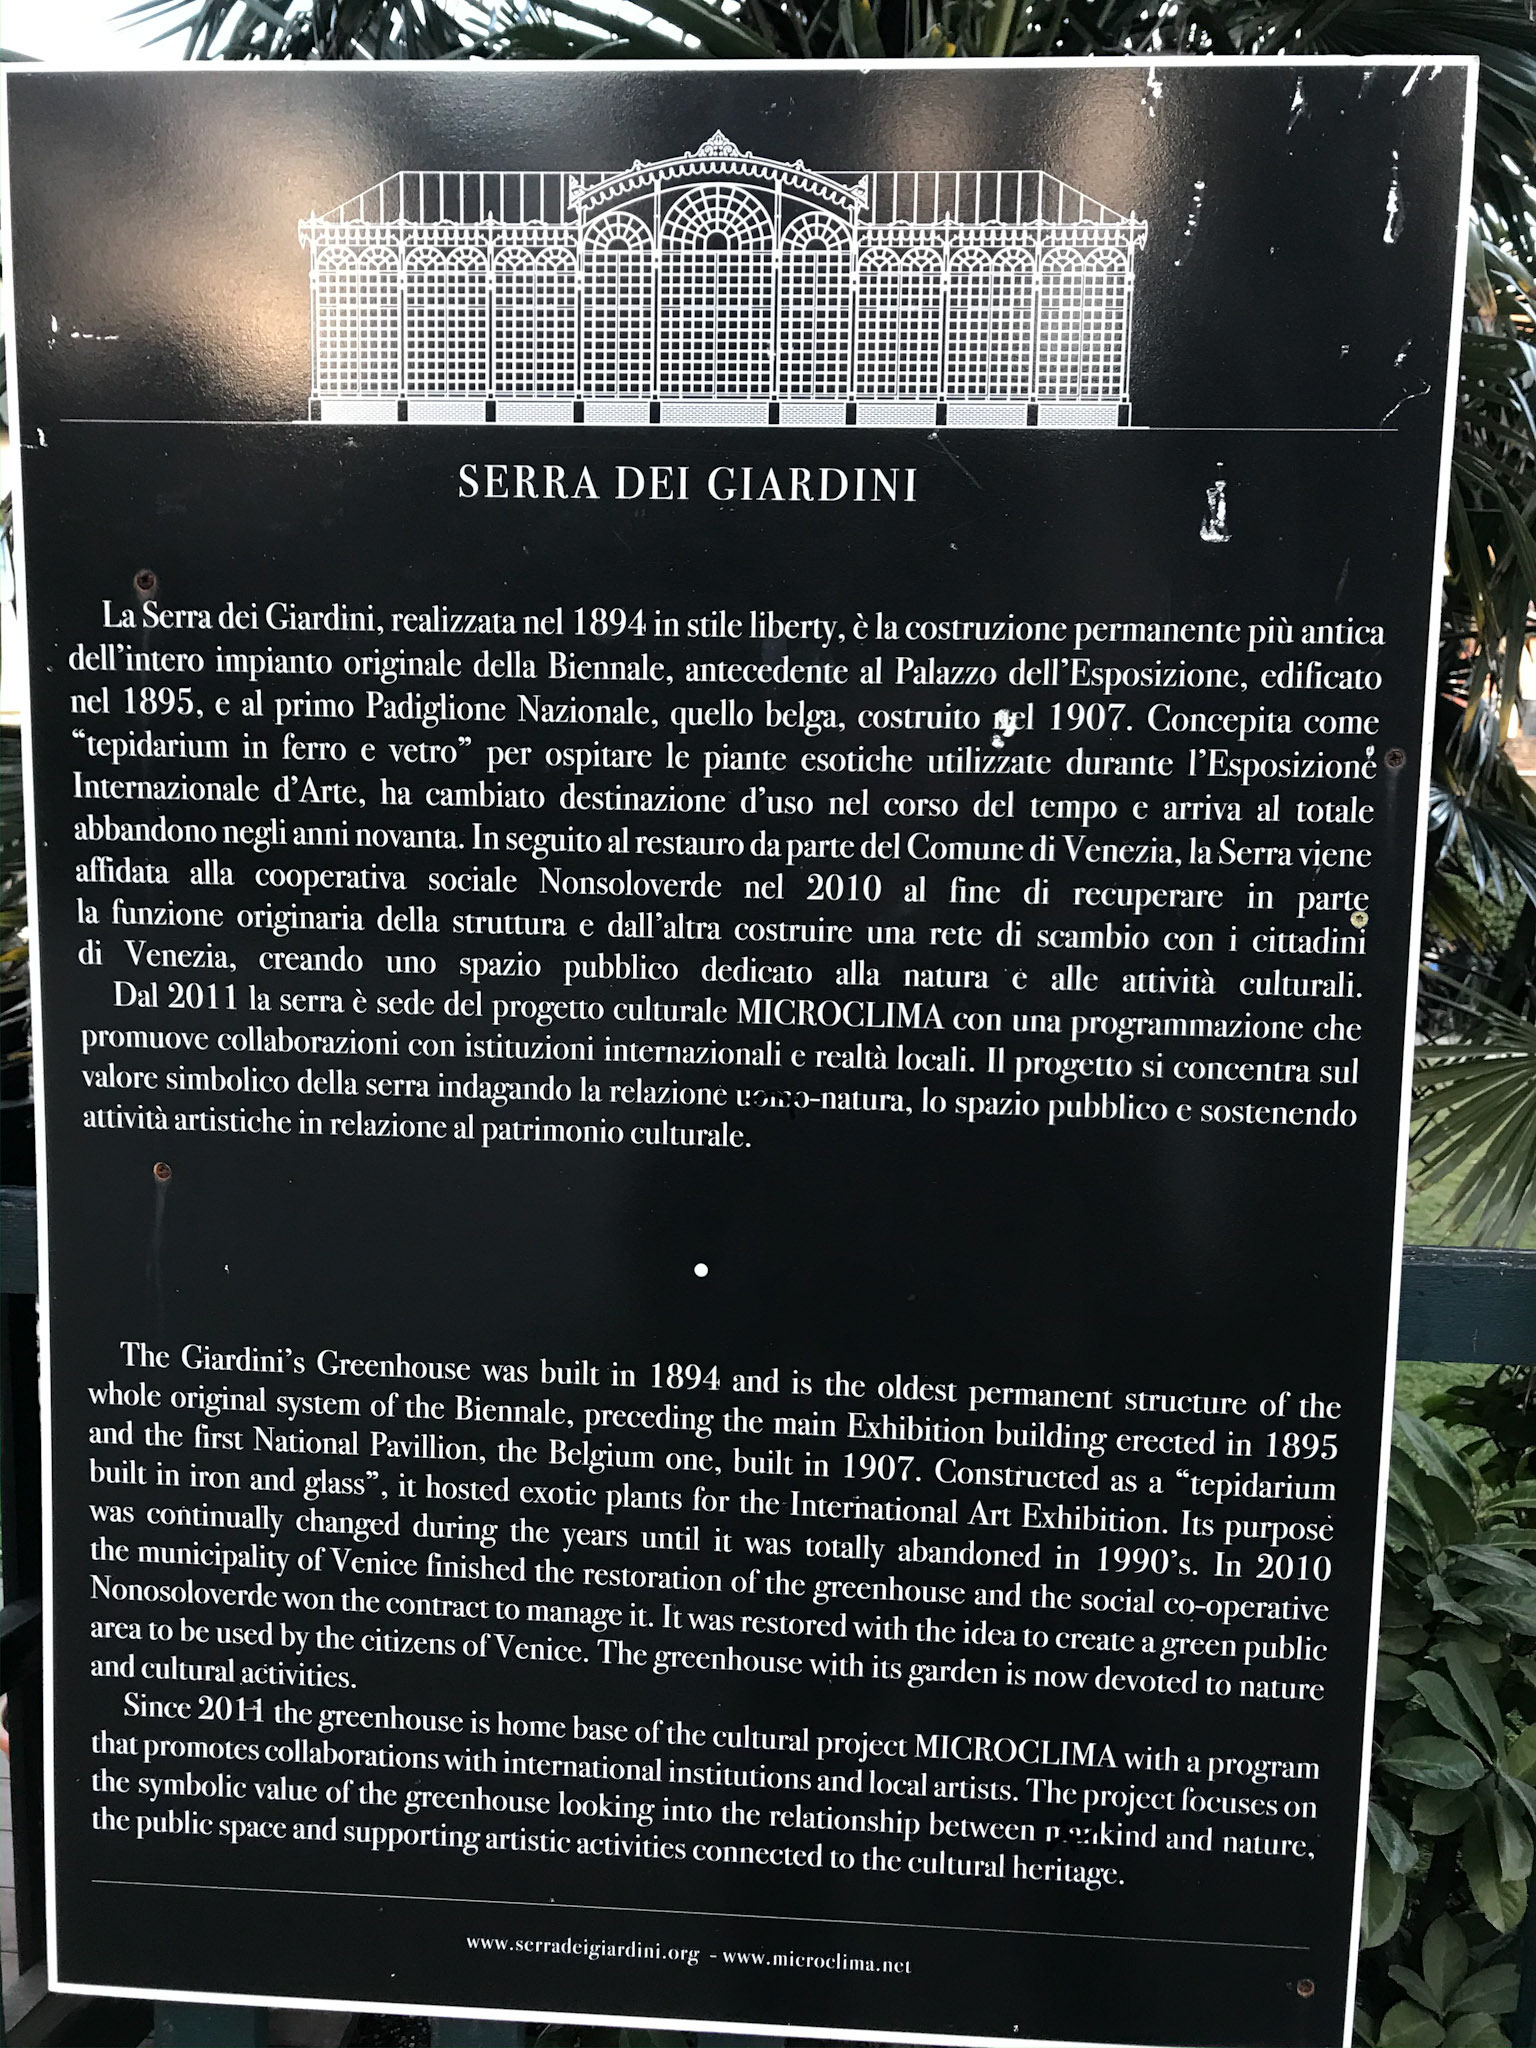 SERRA DEI GIARDINI
La Serra dei Giardini, realizzata nel 1894 in stile liberty, è la costruzione permanente più antica
dell'intero impianto originale della Biennale, antecedente al Palazzo dell'Esposizione, edificato
nel 1895, e al primo Padiglione Nazionale, quello belga, costruito nel 1907. Concepita come
“tepidarium in ferro e vetro” per ospitare le piante esotiche utilizzate durante l'Esposizione
Internazionale d'Arte, ha cambiato destinazione d'uso nel corso del tempo e arriva al totale
abbandono negli anni novanta. In seguito al restauro da parte del Comune di Venezia, la Serra viene
affidata alla cooperativa sociale Nonsoloverde nel 2010 al fine di recuperare in parte
la funzione originaria della struttura e dall'altra costruire una rete di scambio con i cittadini
di Venezia, creando uno spazio pubblico dedicato alla natura e alle attività culturali.
Dal 2011 la serra è sede del progetto culturale MICROCLIMA con una programmazione che
promuove collaborazioni con istituzioni internazionali e realtà locali. Il progetto si concentra sul
valore simbolico della serra indagando la relazione uomo-natura, lo spazio pubblico e sostenendo
attività artistiche in relazione al patrimonio culturale.
The Giardini's Greenhouse was built in 1894 and is the oldest permanent structure of the
whole original system of the Biennale, preceding the main Exhibition building erected in 1895
and the first National Pavillion, the Belgium one, built in 1907. Constructed as a “tepidarium
built in iron and glass”, it hosted exotic plants for the International Art Exhibition. Its purpose
was continually changed during the years until it was totally abandoned in 1990's. In 2010
the municipality of Venice finished the restoration of the greenhouse and the social co-operative
Nonosoloverde won the contract to manage it. It was restored with the idea to create a green public
area to be used by the citizens of Venice. The greenhouse with its garden is now devoted to nature
and cultural activities.
Since 2011 the greenhouse is home base of the cultural project MICROCLIMA with a program
that promotes collaborations with international institutions and local artists. The project focuses on
the symbolic value of the greenhouse looking into the relationship between mankind and nature,
the public space and supporting artistic activities connected to the cultural heritage.
www.serradeigiardini.org - www.microclima.net